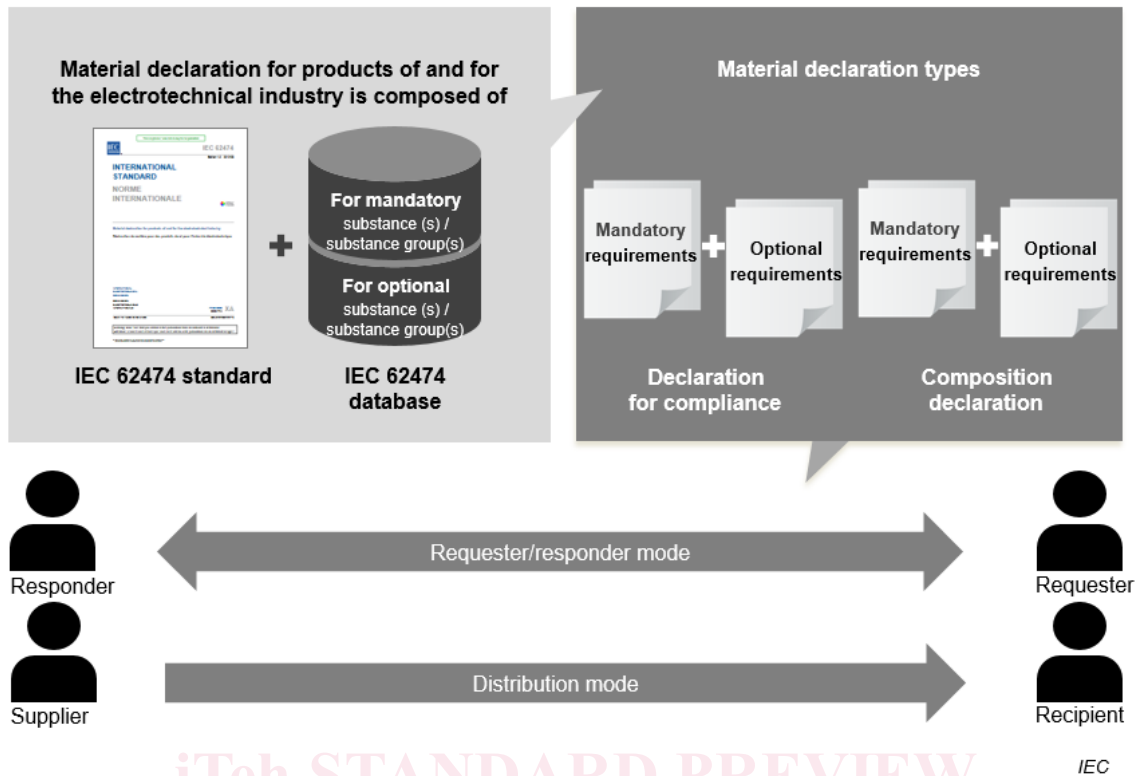 Material declaration for products of and for
the electrotechnical industry is composed of
IEC
IEC 62474
INTERNATIONAL
STANDARD
NORME
INTERNATIONALE
For mandatory
substance (s) /
substance group(s)
For optional
substance (s) /
substance group(s)
IEC 62474 standard
IEC 62474
database
Material declaration types
Mandatory
requirements
Optional
requirements
Mandatory
requirements
Optional
requirements
Declaration
for compliance
Composition
declaration
Responder
Requester/responder mode
Requester
Supplier
Distribution mode
Recipient
iTeh STANDARD PREVIEW
IEC